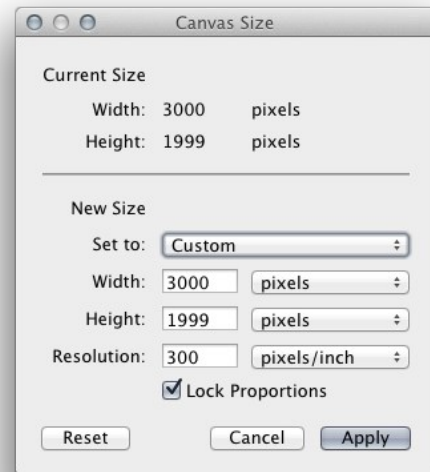 Canvas Size
Current Size
Width: 3000 pixels
Height: 1999 pixels
New Size
Set to: Custom
Width: 3000 pixels
Height: 1999 pixels
Resolution: 300 pixels/inch
Lock Proportions
Reset Cancel Apply